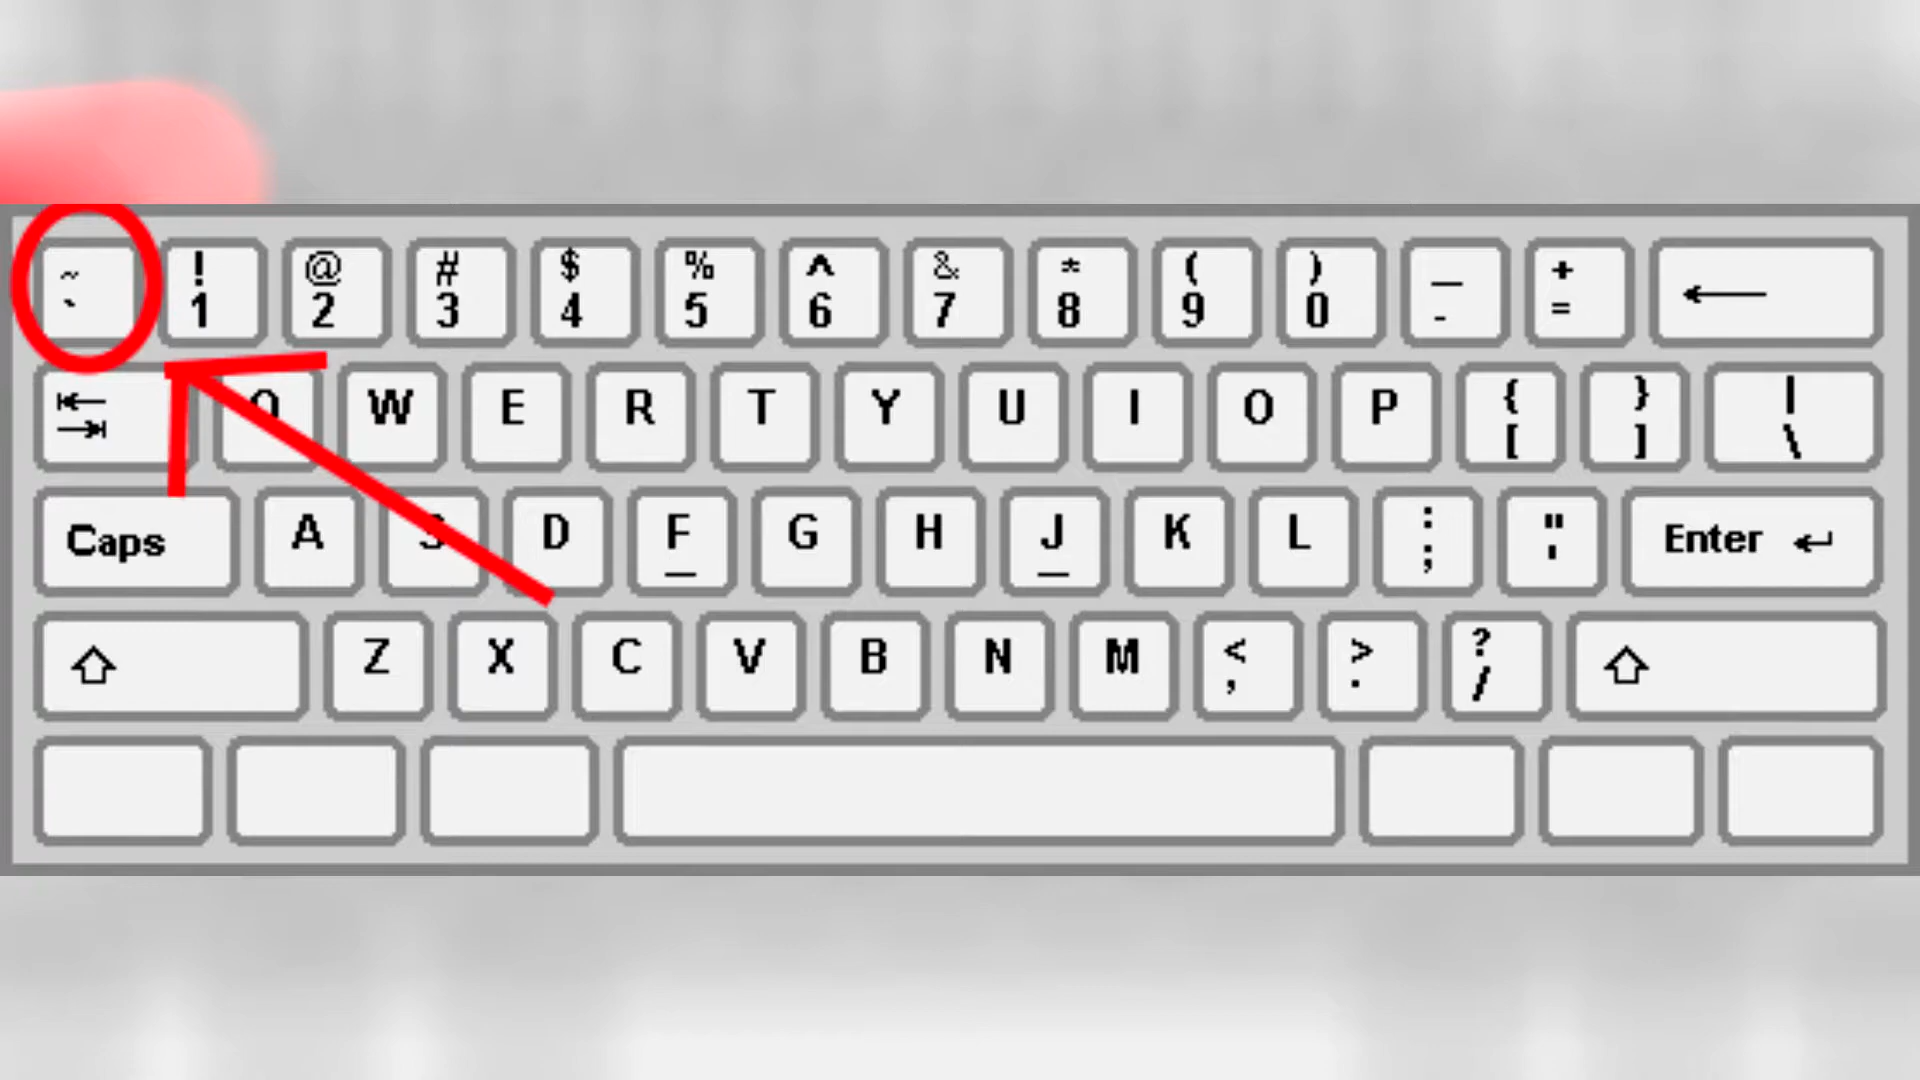 ~ ! @ # $ % ^ & * ( ) _ +
` 1 2 3 4 5 6 7 8 9 0 - =
Q W E R T Y U I O P { }  |
[ ] \
Caps A S D F G H J K L : " Enter
; '
Z X C V B N M < > ?
, . /